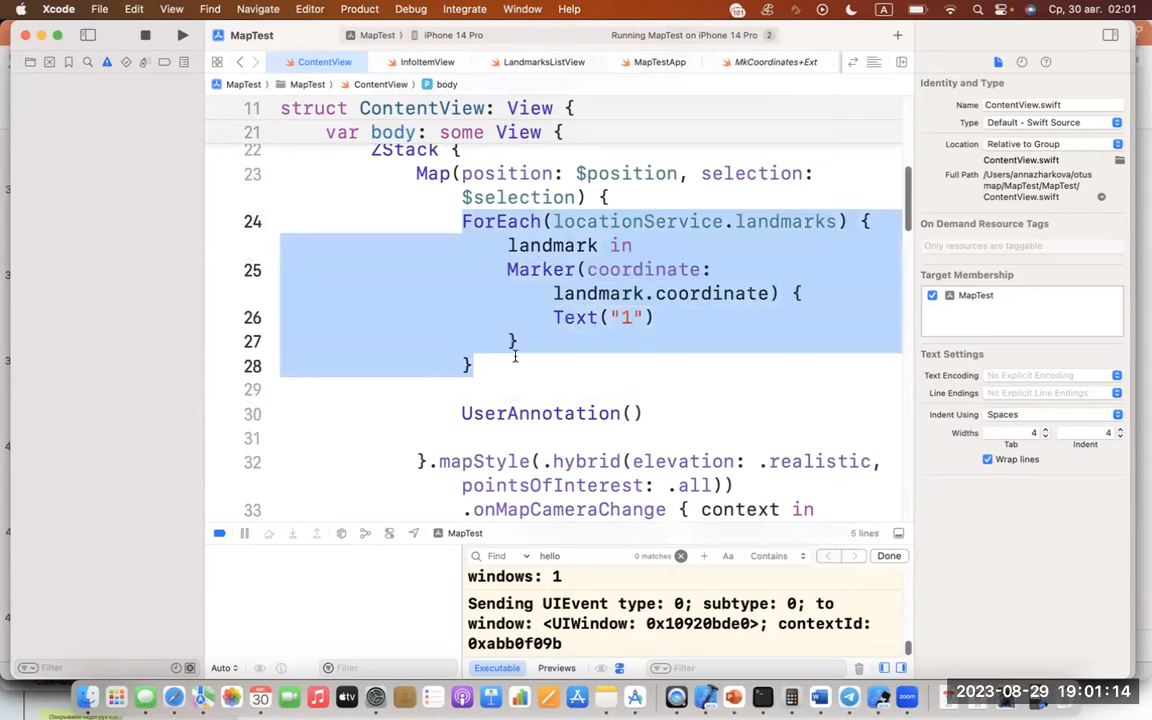 Xcode File Edit View Find Navigate Editor Product Debug Integrate Window Help 101 A Ср, 30 авг. 02:01
MapTest MapTest iPhone 14 Pro Running MapTest on iPhone 14 Pro 2
ContentView InfoItemView LandmarksListView MapTestApp MkCoordinates+Ext
MapTest MapTest ContentView body
11 struct ContentView: View {
21 var body: some View {
22 ZStack {
23 Map(position: $position, selection:
$selection) {
24 ForEach(locationService.landmarks) {
landmark in
25 Marker(coordinate:
landmark.coordinate) {
26 Text("1")
27 }
28 }
29
30 UserAnnotation()
31
32 }.mapStyle(.hybrid(elevation: .realistic,
pointsOfInterest: .all))
33 .onMapCameraChange { context in
MapTest 5 lines
Find hello 0 matches Aa Contains Done
windows: 1
Sending UIEvent type: 0; subtype: 0; to
window: <UIWindow: 0x10920bde0>; contextId:
0xabb0f09b
Filter Auto Filter Executable Previews Filter
Identity and Type
Name ContentView.swift
Type Default - Swift Source
Location Relative to Group
ContentView.swift
Full Path /Users/annazharkova/otus
map/MapTest/MapTest/
ContentView.swift
On Demand Resource Tags
Only resources are taggable
Target Membership
MapTest
Text Settings
Text Encoding No Explicit Encoding
Line Endings No Explicit Line Endings
Indent Using Spaces
Widths 4 4
Tab Indent
Wrap lines
zoom
2023-08-29 19:01:14